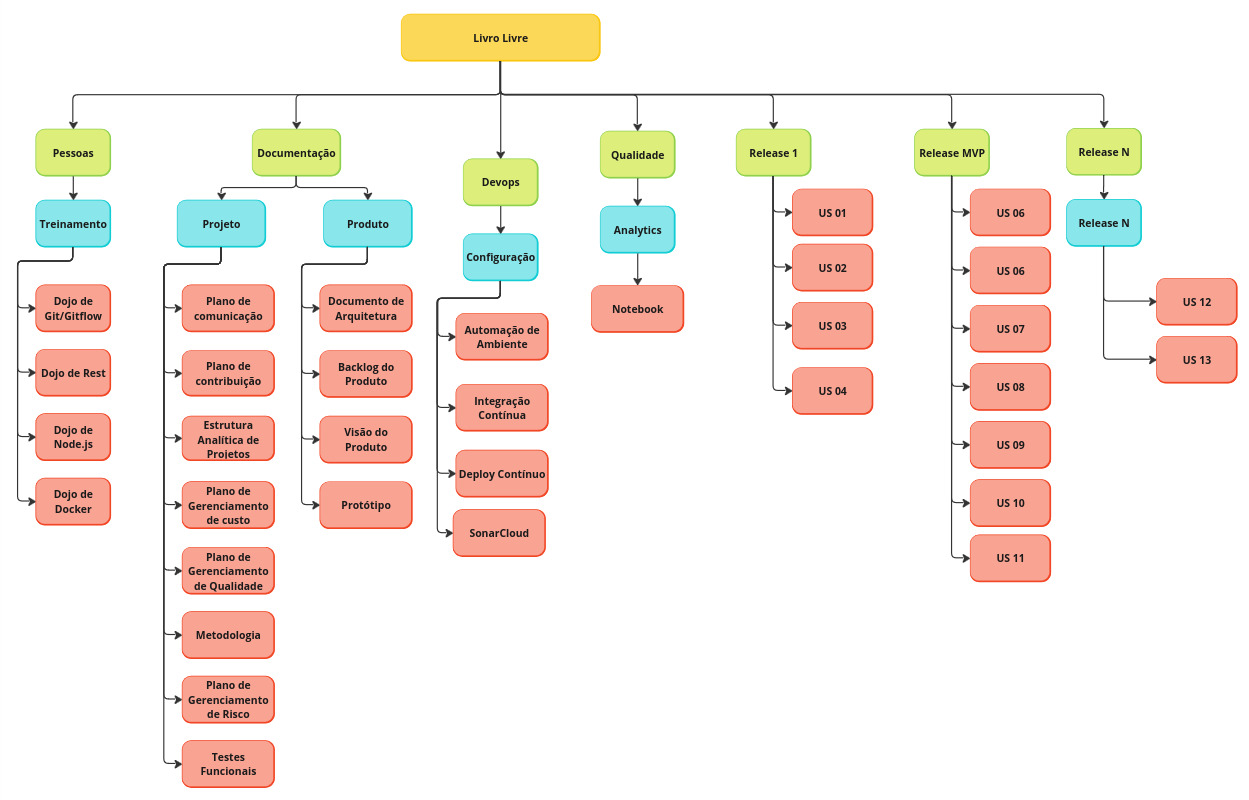 Livro Livre
Pessoas
Treinamento
Dojo de
Git/Gitflow
Dojo de Rest
Dojo de
Node.js
Dojo de
Docker
Documentação
Projeto
Plano de
comunicação
Plano de
contribuição
Estrutura
Analítica de
Projetos
Plano de
Gerenciamento
de custo
Plano de
Gerenciamento
de Qualidade
Metodologia
Plano de
Gerenciamento
de Risco
Testes
Funcionais
Produto
Documento de
Arquitetura
Backlog do
Produto
Visão do
Produto
Protótipo
Devops
Configuração
Automação de
Ambiente
Integração
Contínua
Deploy Contínuo
SonarCloud
Qualidade
Analytics
Notebook
Release 1
US 01
US 02
US 03
US 04
Release MVP
US 06
US 06
US 07
US 08
US 09
US 10
US 11
Release N
Release N
US 12
US 13